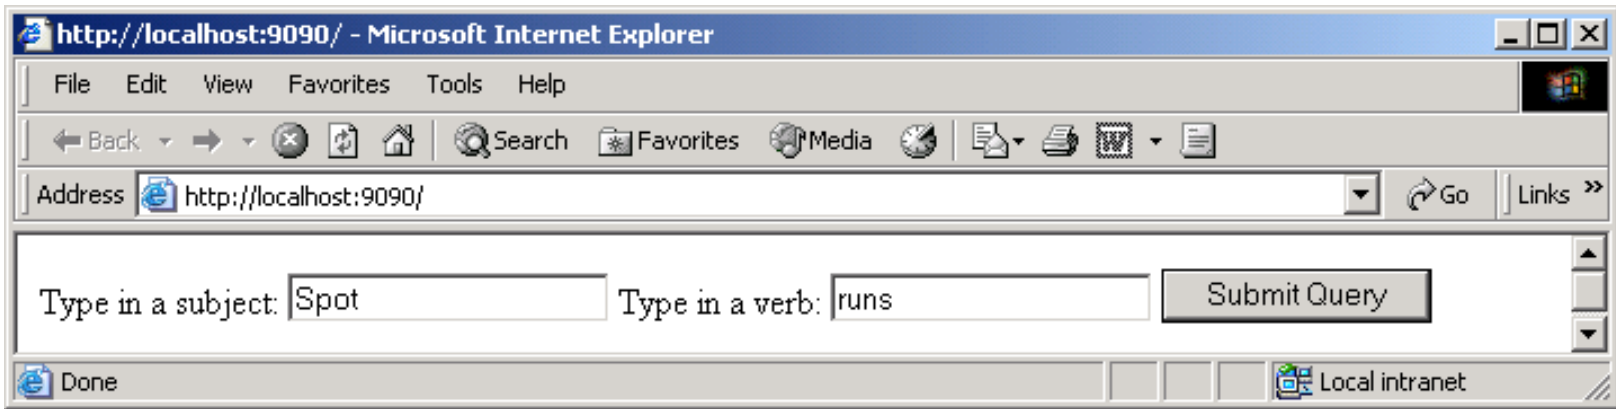 http://localhost:9090/ - Microsoft Internet Explorer
File Edit View Favorites Tools Help
Back Search Favorites Media W
Address http://localhost:9090/ Go Links »
Type in a subject: Spot Type in a verb: runs Submit Query
Done Local intranet